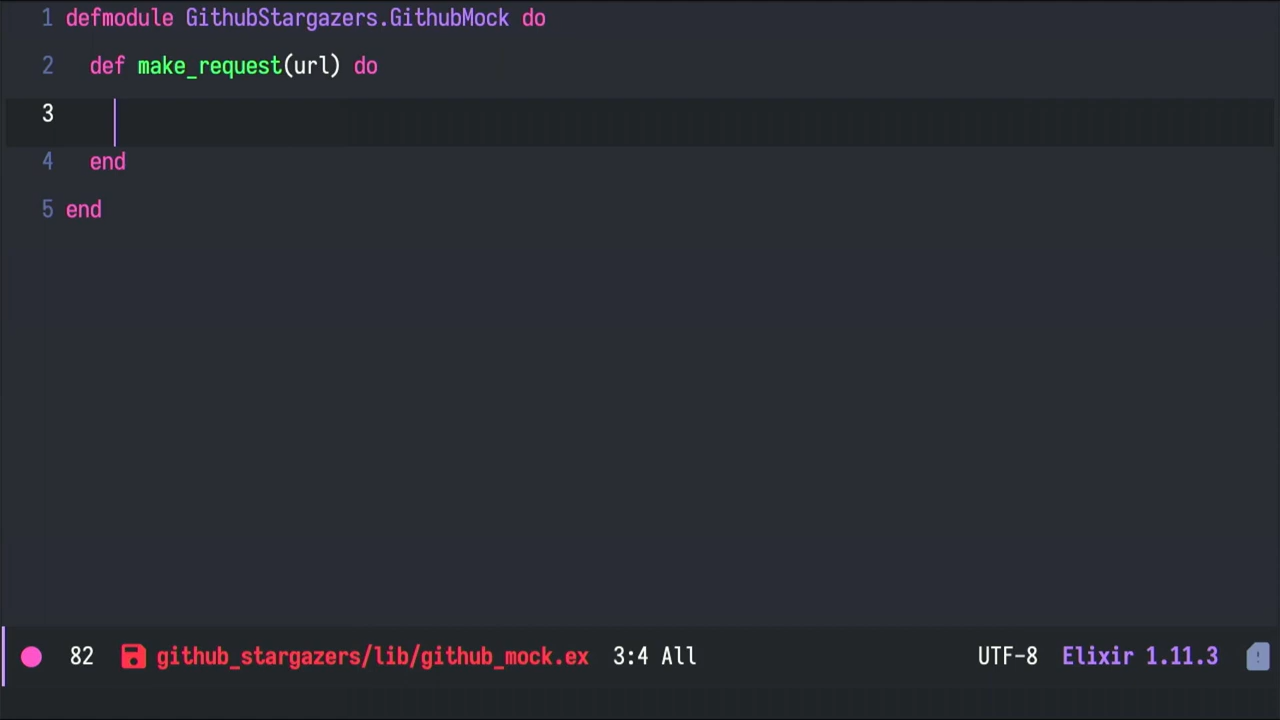 1 defmodule GithubStargazers.GithubMock do
2 def make_request(url) do
3
4 end
5 end
82 github_stargazers/lib/github_mock.ex 3:4 All UTF-8 Elixir 1.11.3